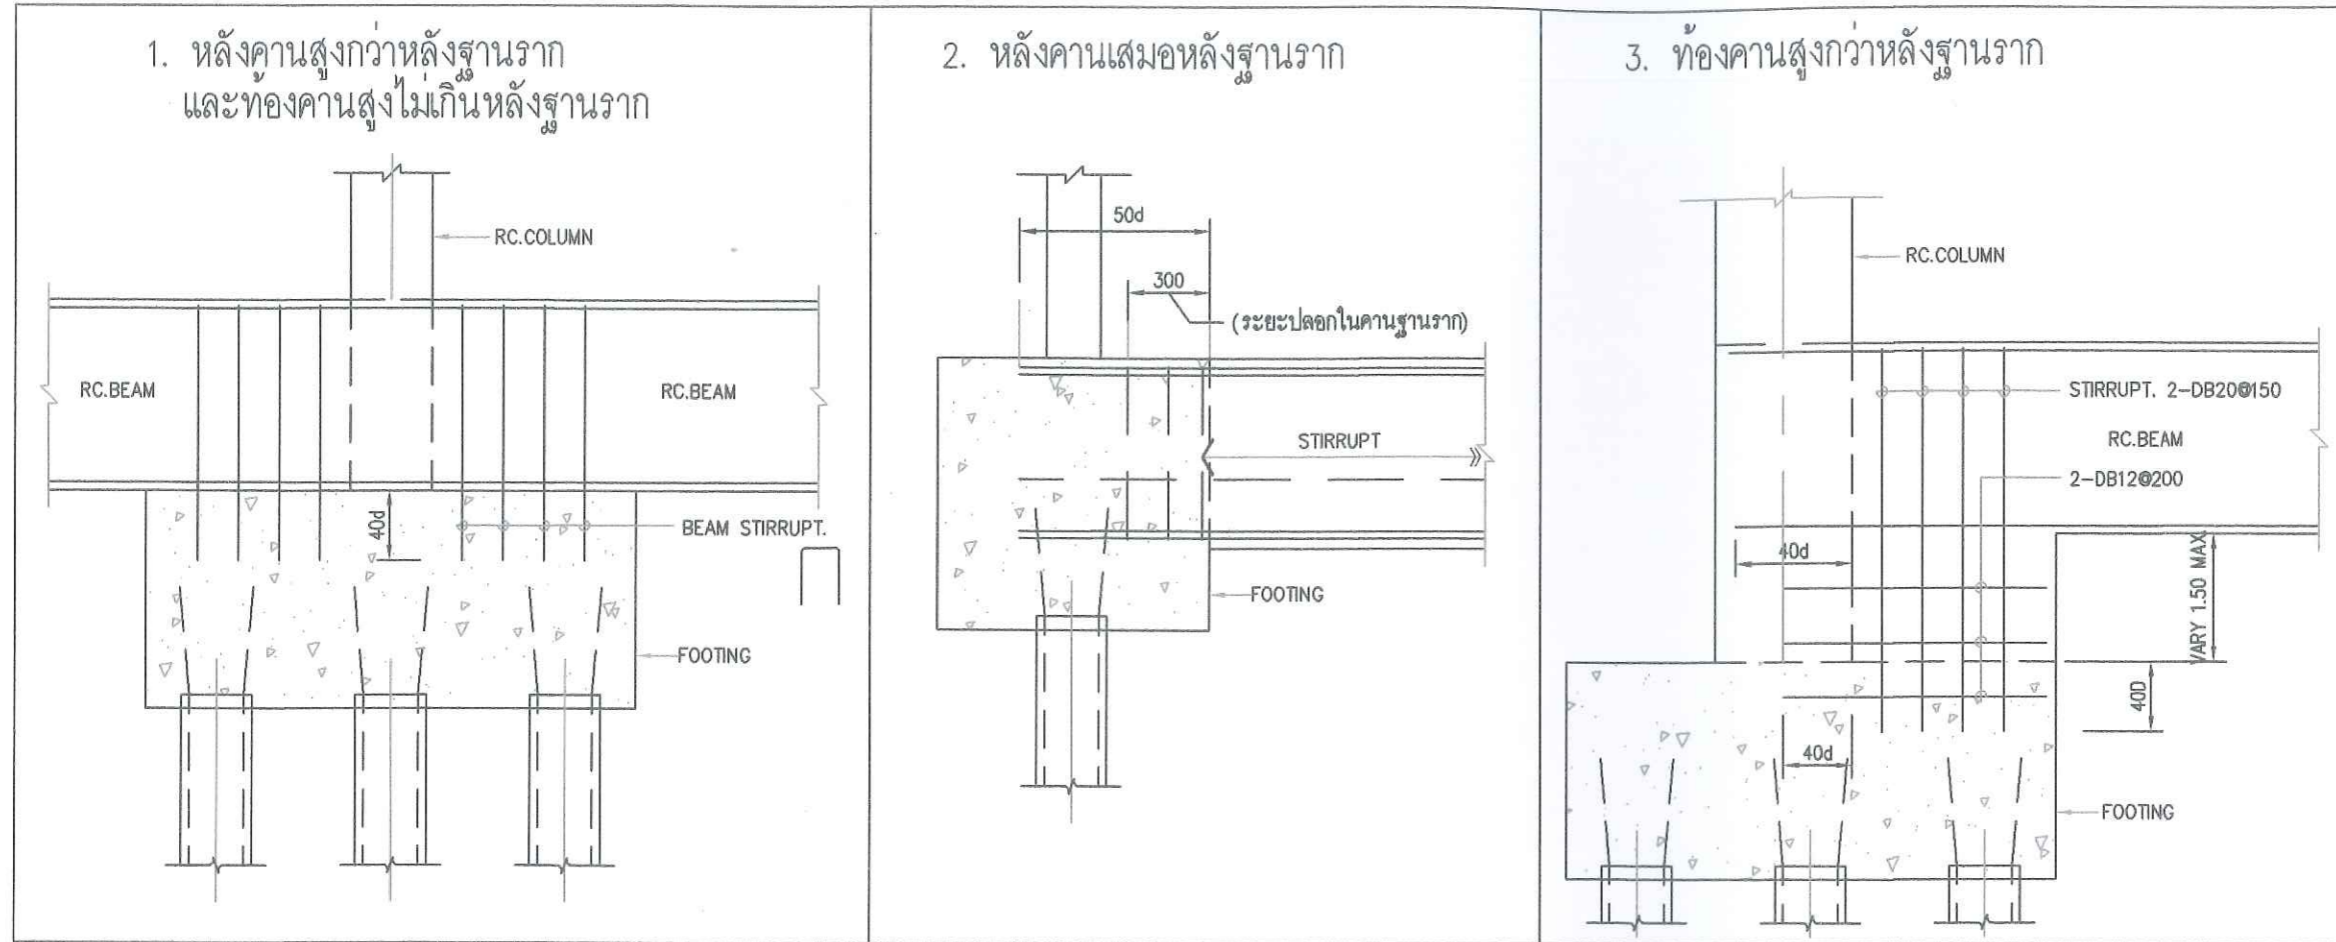 1. หลังคานสูงกว่าหลังฐานราก
และท้องคานสูงไม่เกินหลังฐานราก
RC.COLUMN
RC.BEAM
RC.BEAM
40d
BEAM STIRRUPT.
FOOTING
2. หลังคานเสมอหลังฐานราก
50d
300
(ระยะปลอกในคานฐานราก)
STIRRUPT
FOOTING
3. ท้องคานสูงกว่าหลังฐานราก
RC.COLUMN
STIRRUPT. 2-DB20@150
RC.BEAM
2-DB12@200
40d
VARY 1.50 MAX.
40D
40d
FOOTING